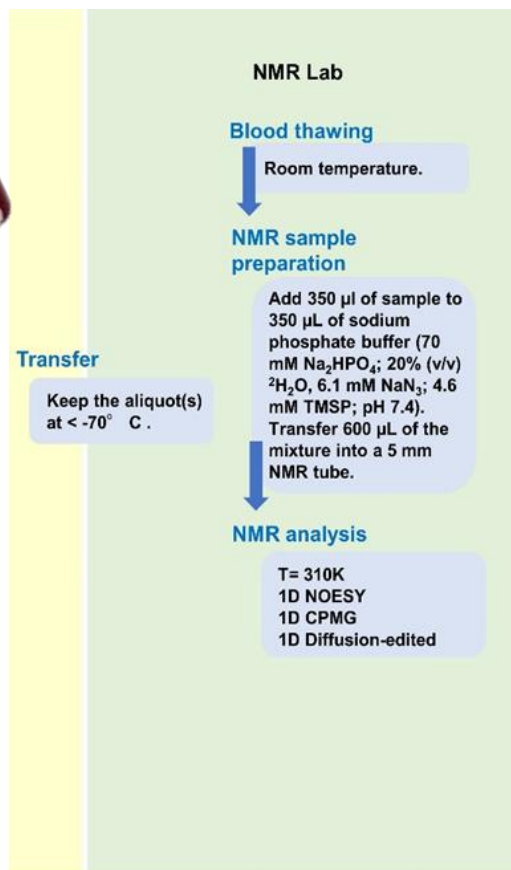 NMR Lab
Blood thawing
Room temperature.
NMR sample
preparation
Add 350 µl of sample to
350 µL of sodium
phosphate buffer (70
mM Na₂HPO₄; 20% (v/v)
²H₂O, 6.1 mM NaN₃; 4.6
mM TMSP; pH 7.4).
Transfer 600 µL of the
mixture into a 5 mm
NMR tube.
Transfer
Keep the aliquot(s)
at < -70° C .
NMR analysis
T= 310K
1D NOESY
1D CPMG
1D Diffusion-edited